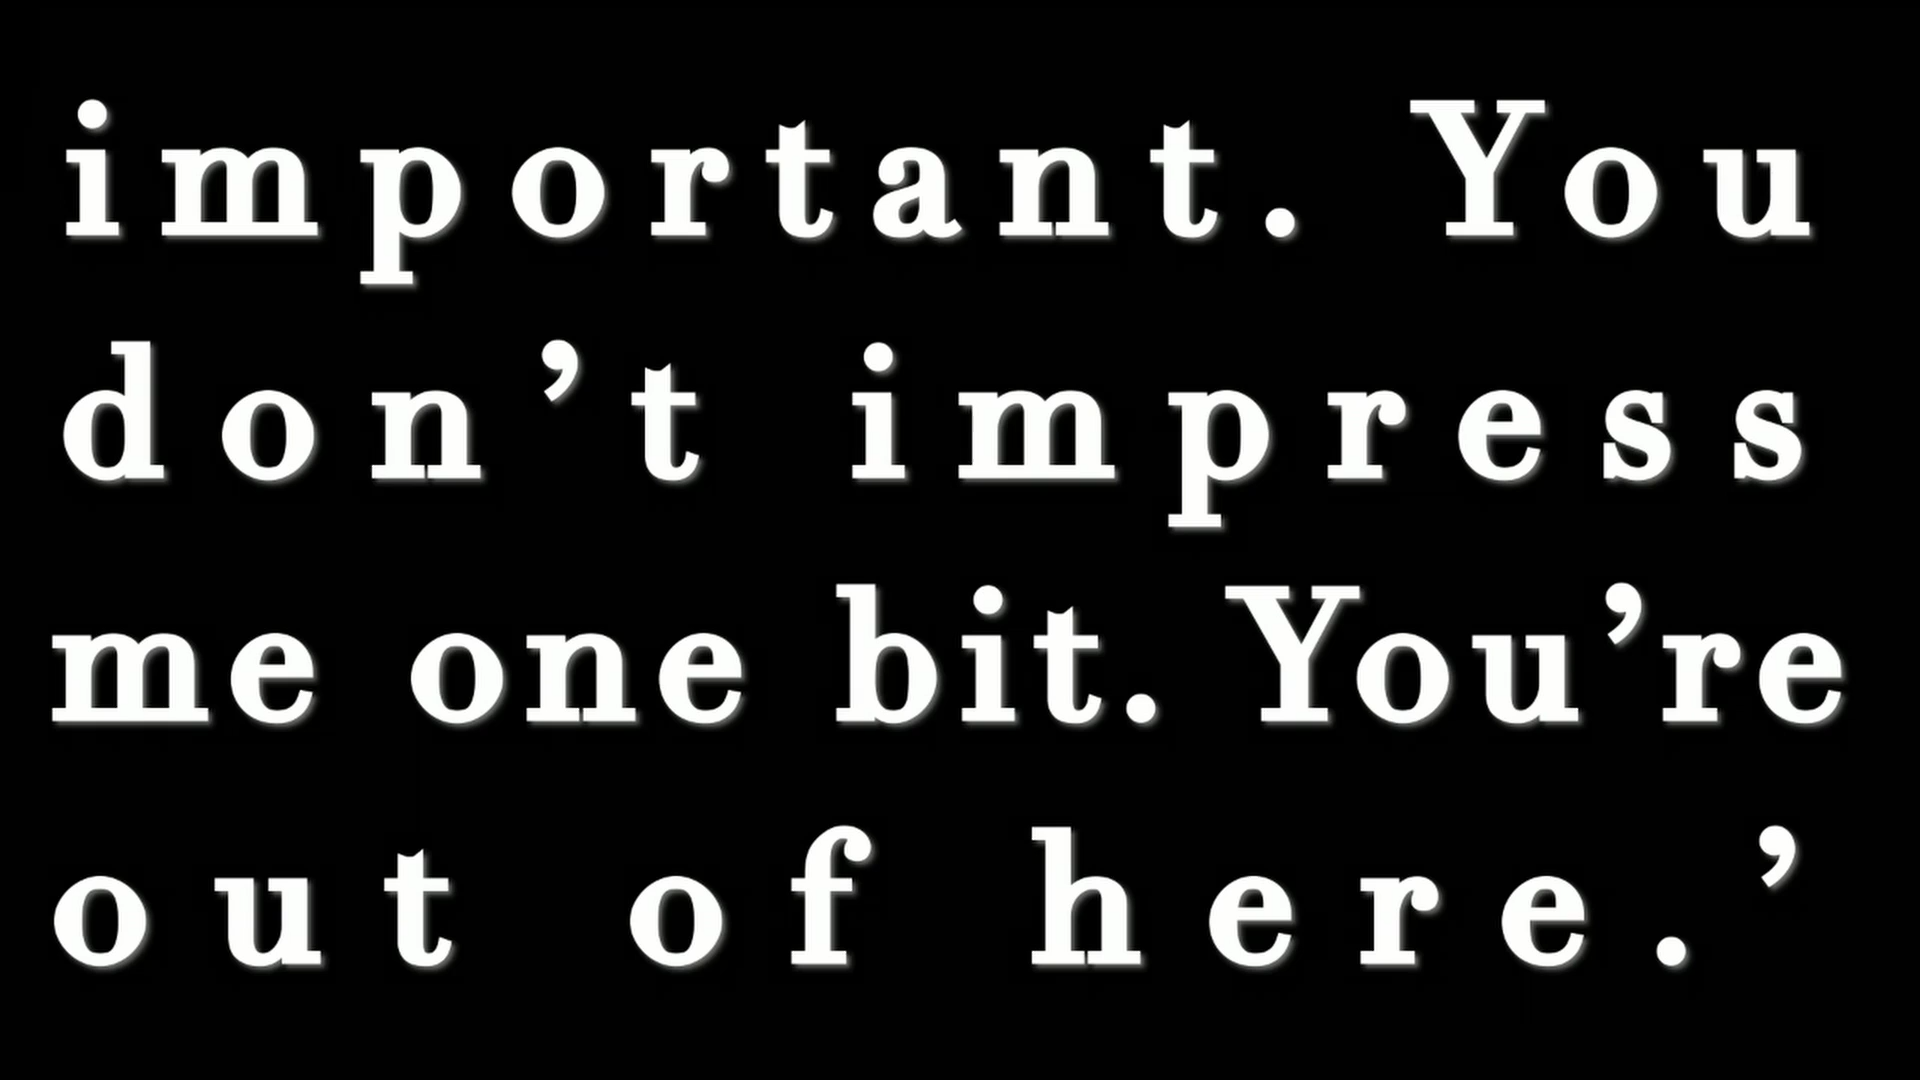 important. You
don’t impress
me one bit. You’re
out of here.’